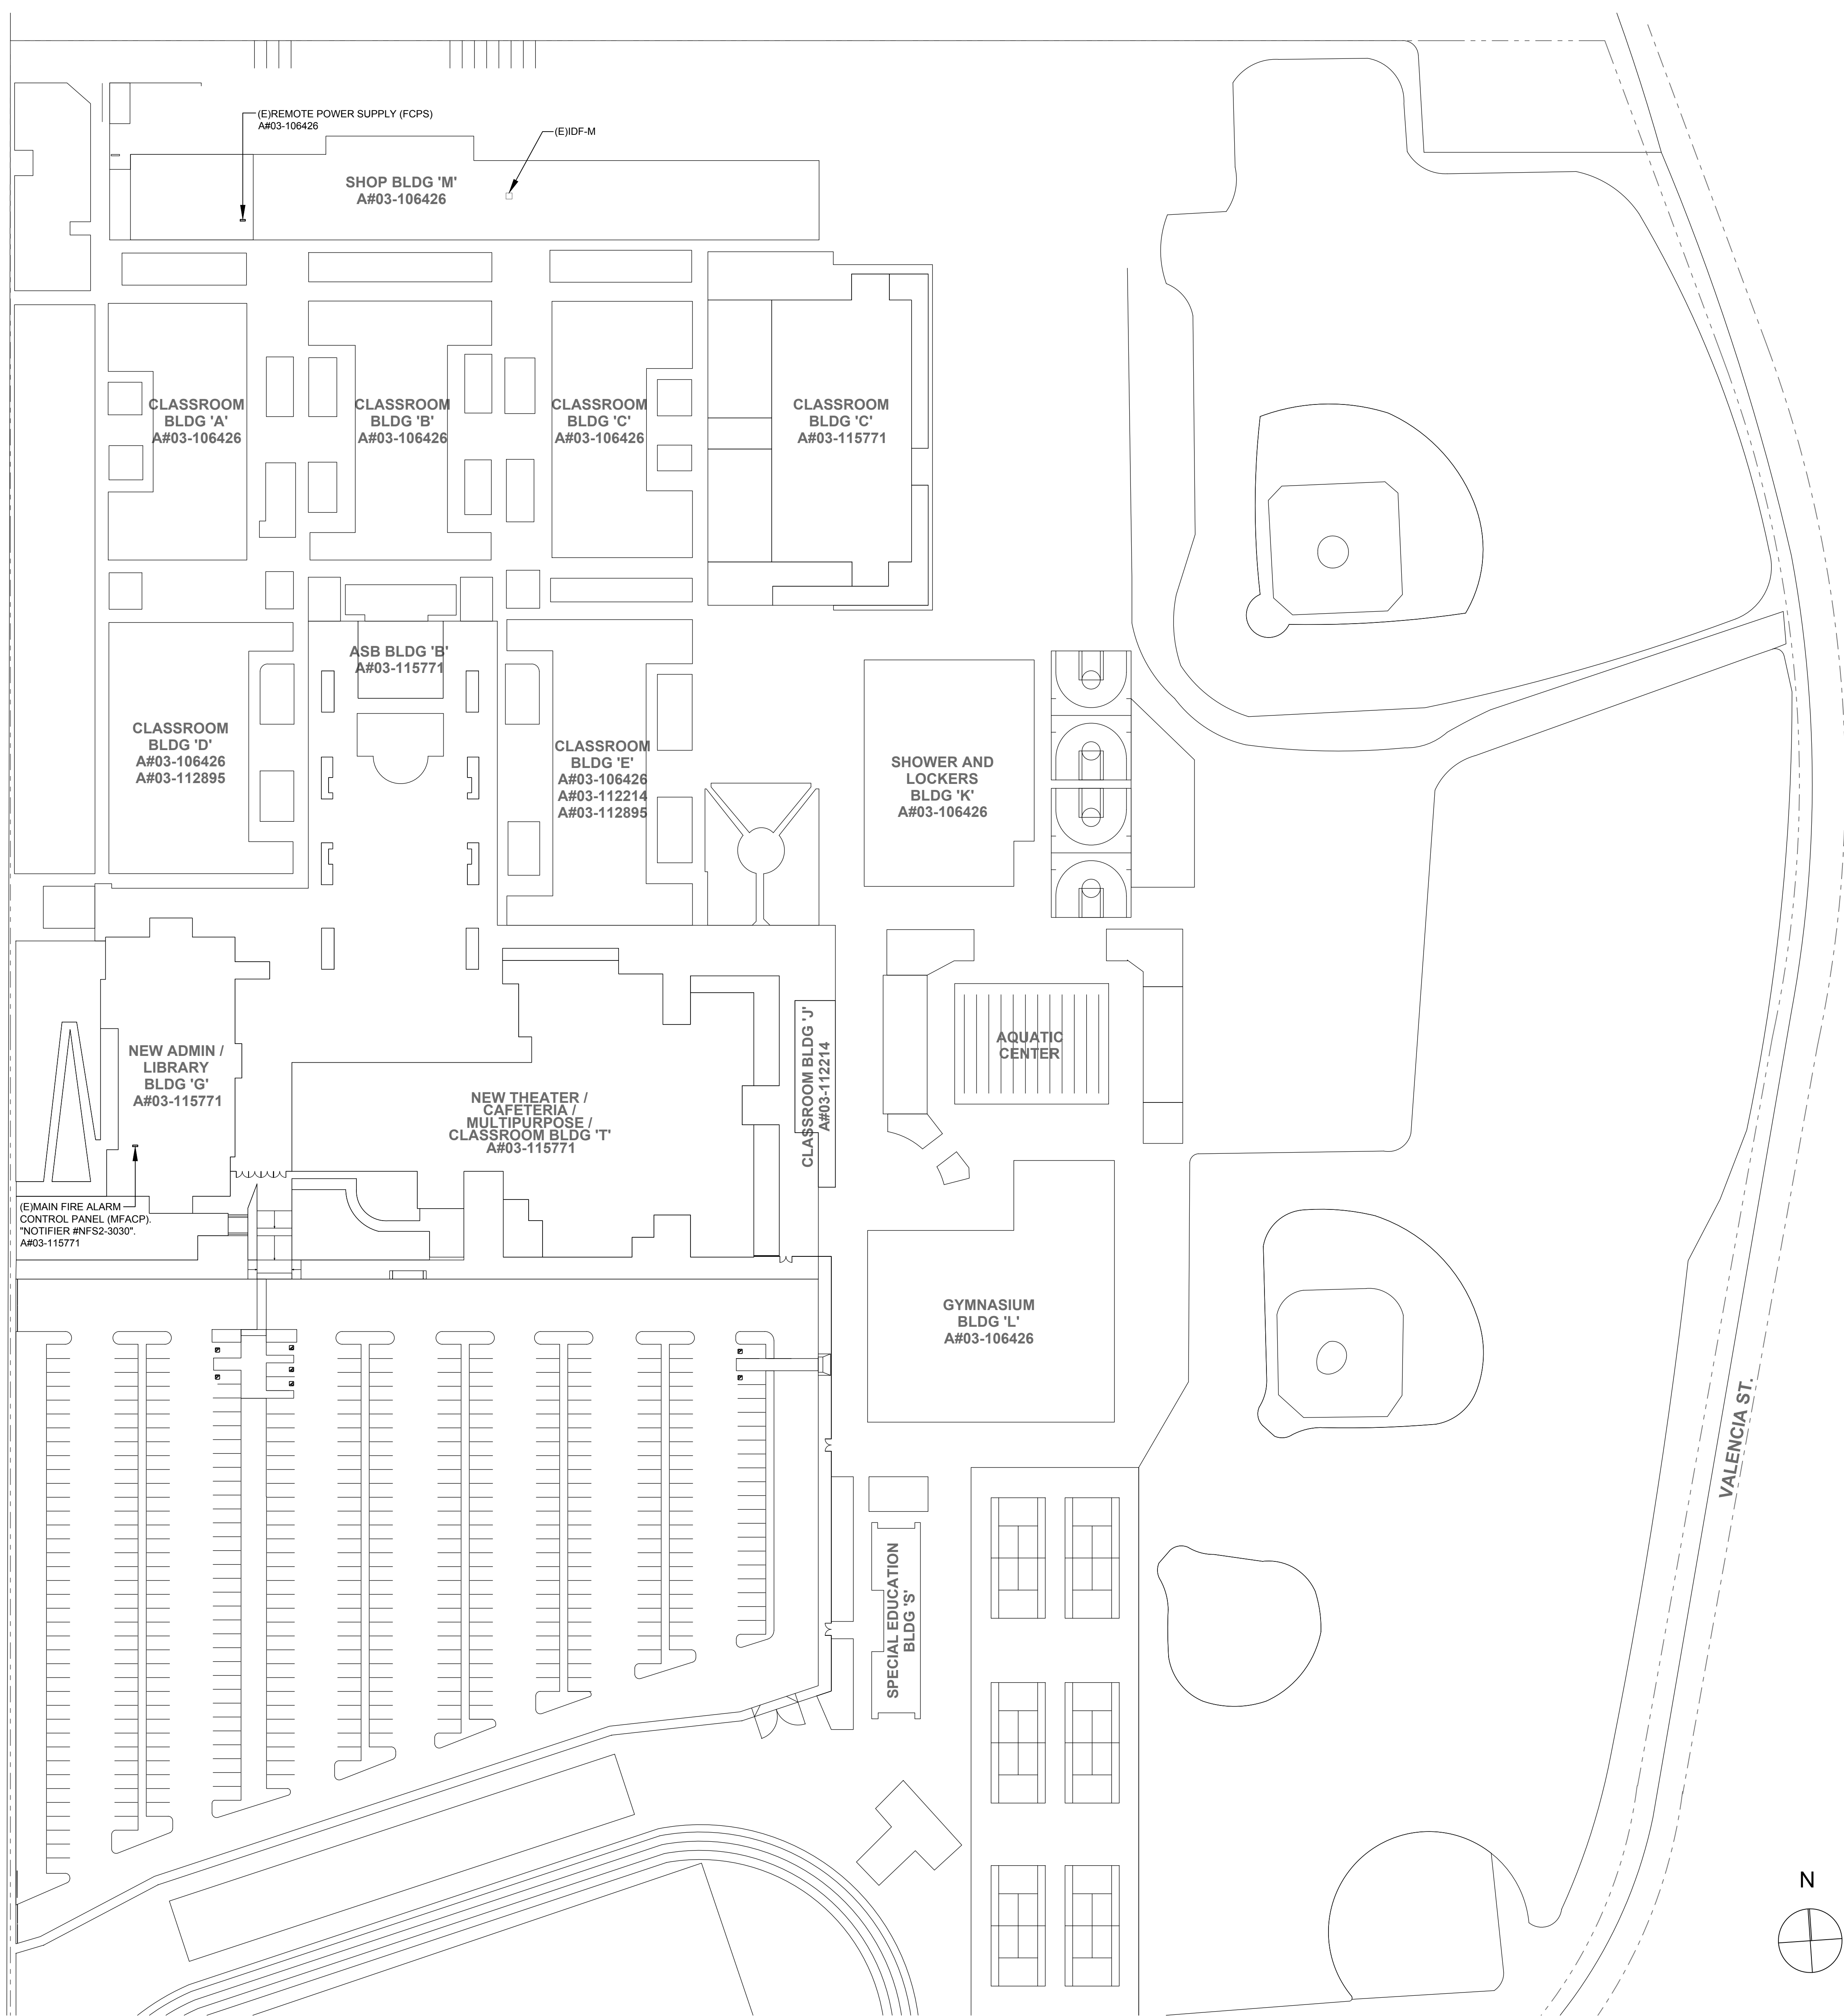 (E)REMOTE POWER SUPPLY (FCPS)
A#03-106426
(E)IDF-M
SHOP BLDG 'M'
A#03-106426
CLASSROOM
BLDG 'A'
A#03-106426
CLASSROOM
BLDG 'B'
A#03-106426
CLASSROOM
BLDG 'C'
A#03-106426
CLASSROOM
BLDG 'C'
A#03-115771
ASB BLDG 'B'
A#03-115771
CLASSROOM
BLDG 'D'
A#03-106426
A#03-112895
CLASSROOM
BLDG 'E'
A#03-106426
A#03-112214
A#03-112895
SHOWER AND
LOCKERS
BLDG 'K'
A#03-106426
NEW ADMIN /
LIBRARY
BLDG 'G'
A#03-115771
NEW THEATER /
CAFETERIA /
MULTIPURPOSE /
CLASSROOM BLDG 'T'
A#03-115771
CLASSROOM BLDG 'J'
A#03-112214
AQUATIC
CENTER
(E)MAIN FIRE ALARM
CONTROL PANEL (MFACP).
"NOTIFIER #NFS2-3030".
A#03-115771
GYMNASIUM
BLDG 'L'
A#03-106426
SPECIAL EDUCATION
BLDG 'S'
VALENCIA ST.
N